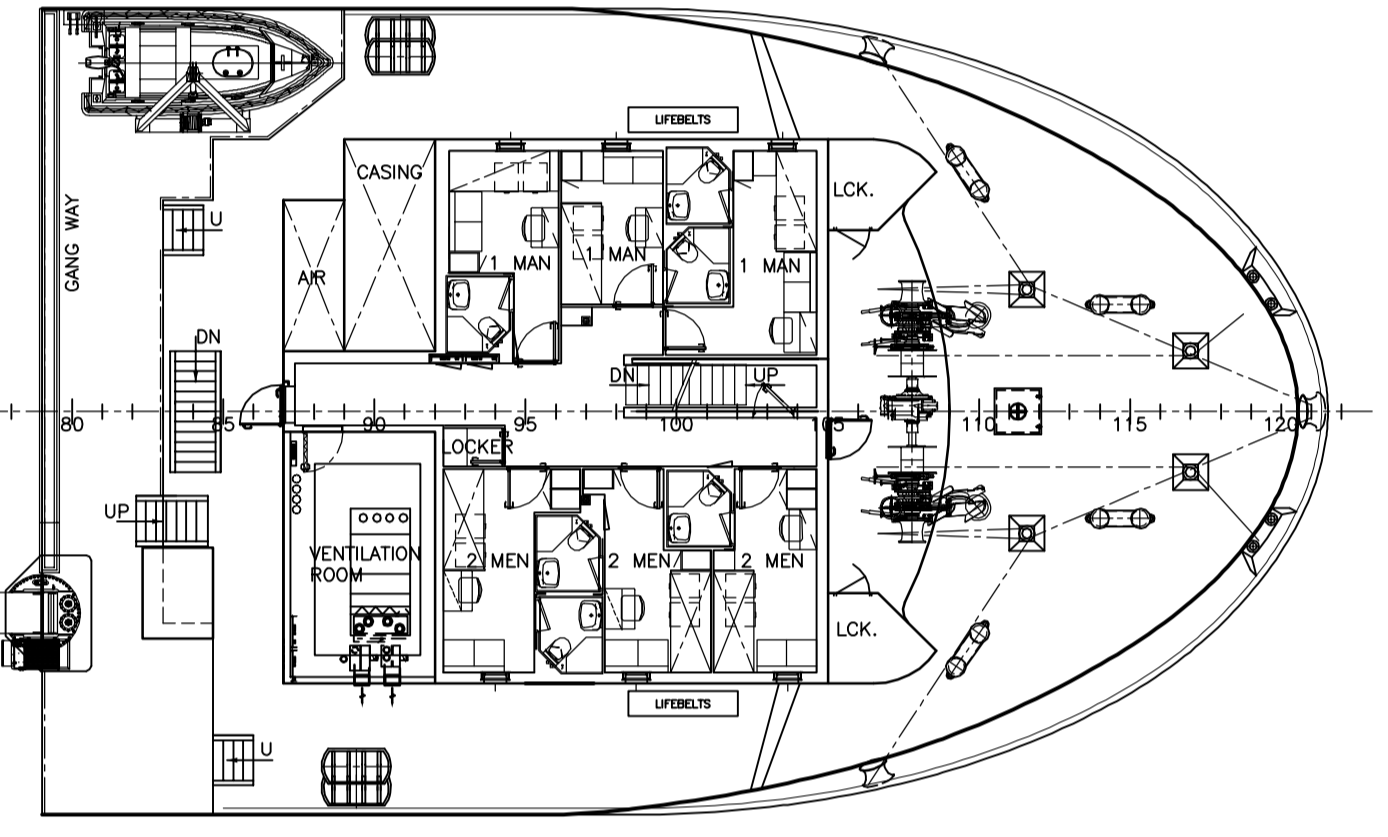 LIFEBELTS
CASING
LCK.
GANG WAY
U
1 MAN
1 MAN
1 MAN
AIR
DN
DN
UP
80
85
90
95
100
105
110
115
120
LOCKER
UP
VENTILATION
ROOM
2 MEN
2 MEN
2 MEN
LCK.
LIFEBELTS
U